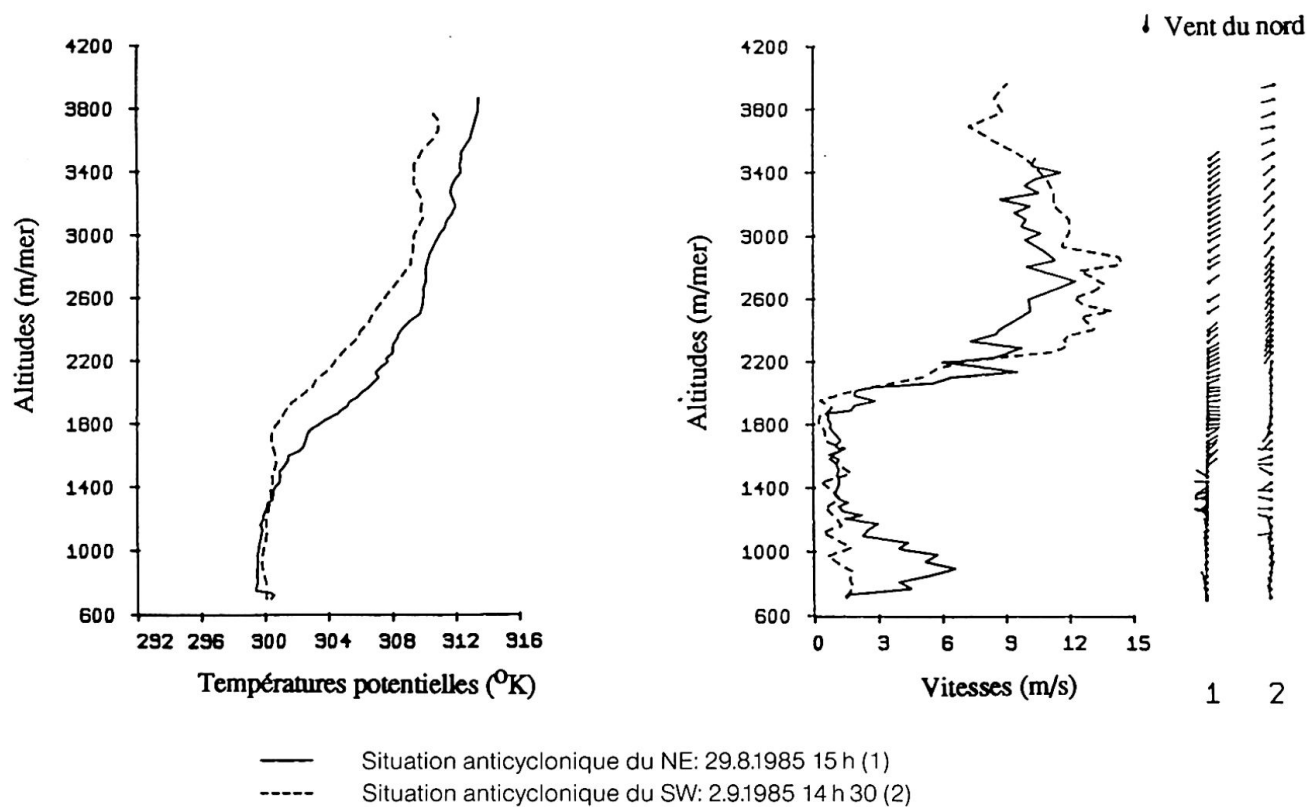 Vent du nord
4200
3800
3400
3000
2600
2200
1800
1400
1000
600
Altitudes (m/mer)
292 296 300 304 308 312 316
Températures potentielles (°K)
4200
3800
3400
3000
2600
2200
1800
1400
1000
600
Altitudes (m/mer)
0 3 6 9 12 15
Vitesses (m/s)
1 2
Situation anticyclonique du NE: 29.8.1985 15 h (1)
Situation anticyclonique du SW: 2.9.1985 14 h 30 (2)